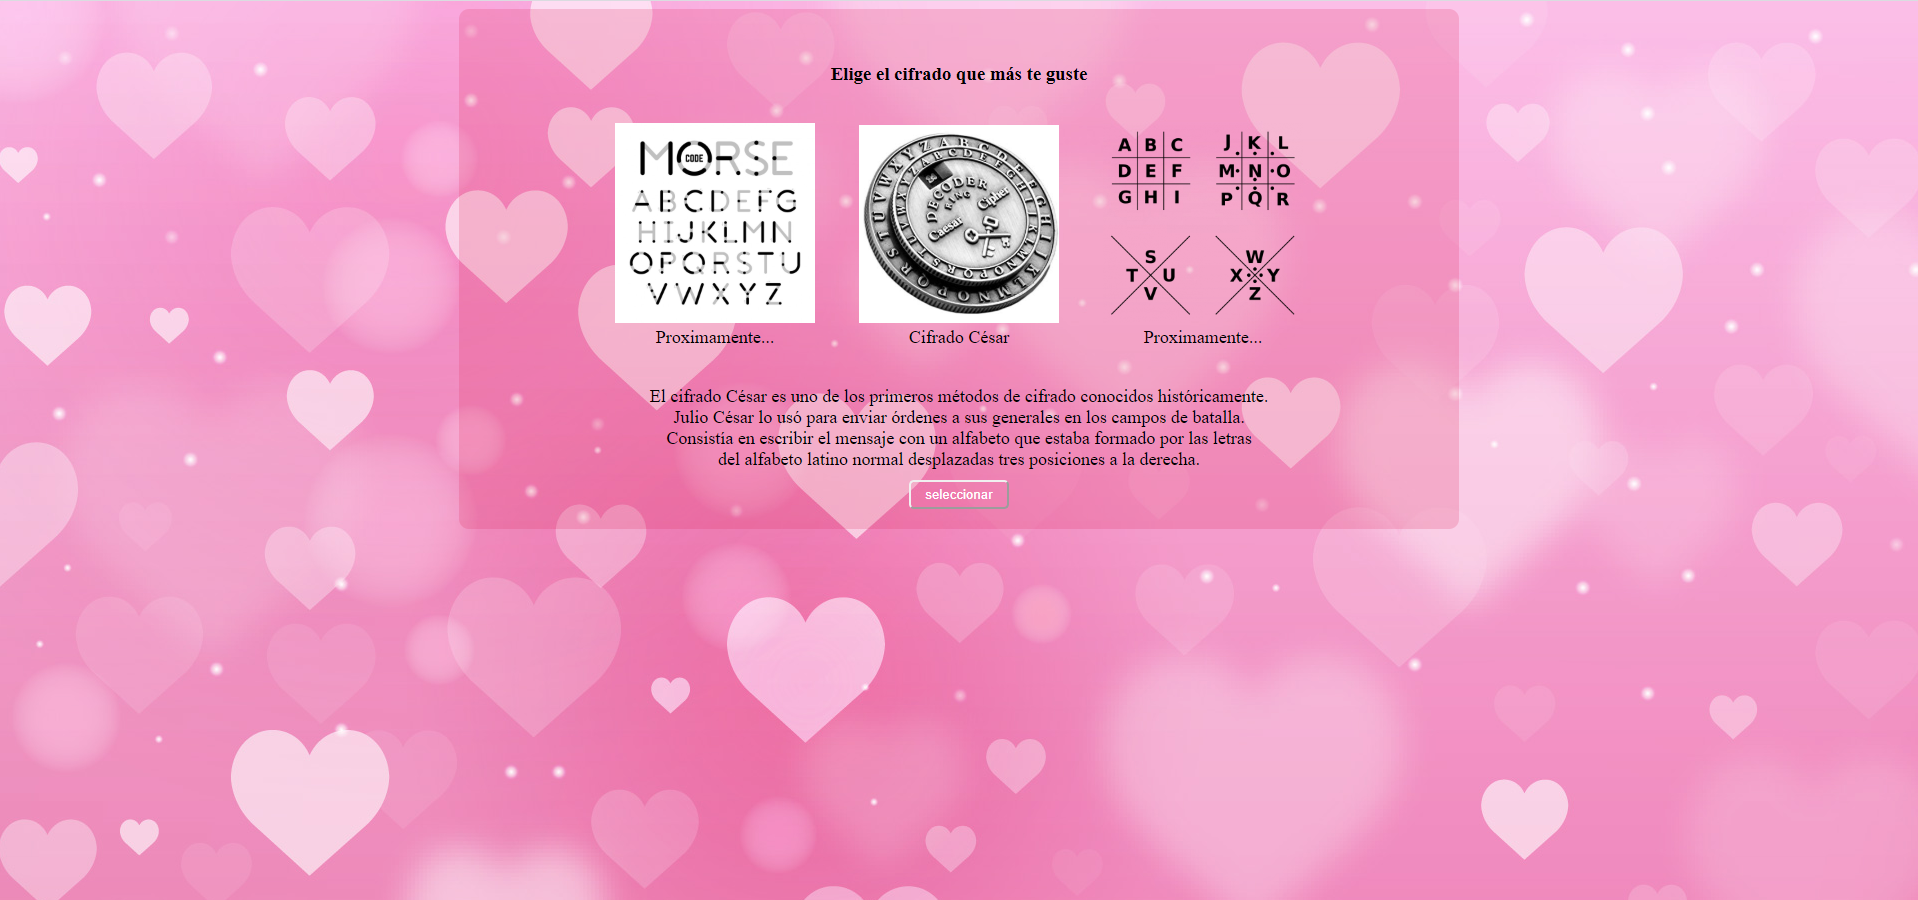 Elige el cifrado que más te guste
MORSE
CODE
ABCDEFG
HIJKLMN
OPQRSTU
VWXYZ
ABCDEFGHIJKLMNOPQRSTUVWXYZ
ABCDEFGHIJKLMNOPQRSTUVWXYZ
DECODER
RING
Caesar Cipher
A B C
D E F
G H I
J K L
M N O
P Q R
S
T U
V
W
X Y
Z
Proximamente...
Cifrado César
Proximamente...
El cifrado César es uno de los primeros métodos de cifrado conocidos históricamente.
Julio César lo usó para enviar órdenes a sus generales en los campos de batalla.
Consistía en escribir el mensaje con un alfabeto que estaba formado por las letras
del alfabeto latino normal desplazadas tres posiciones a la derecha.
seleccionar